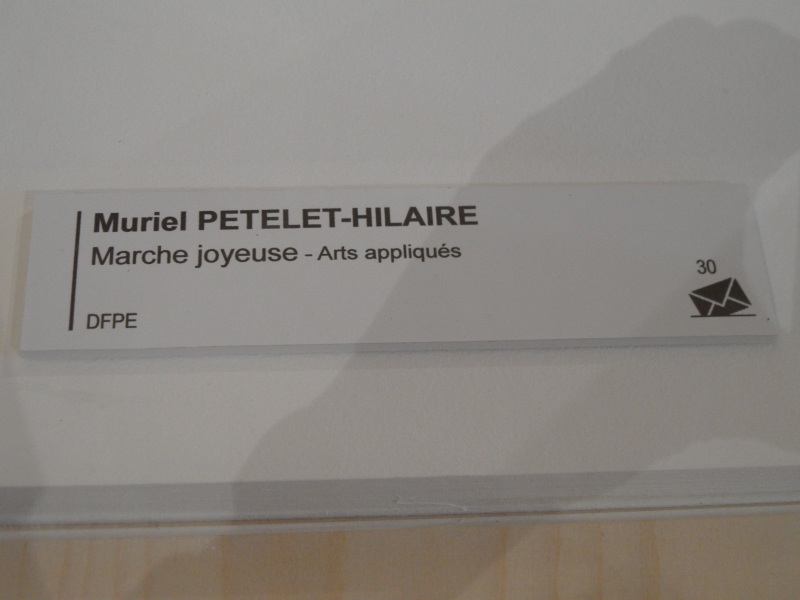 Muriel PETELET-HILAIRE
Marche joyeuse - Arts appliqués
30
DFPE